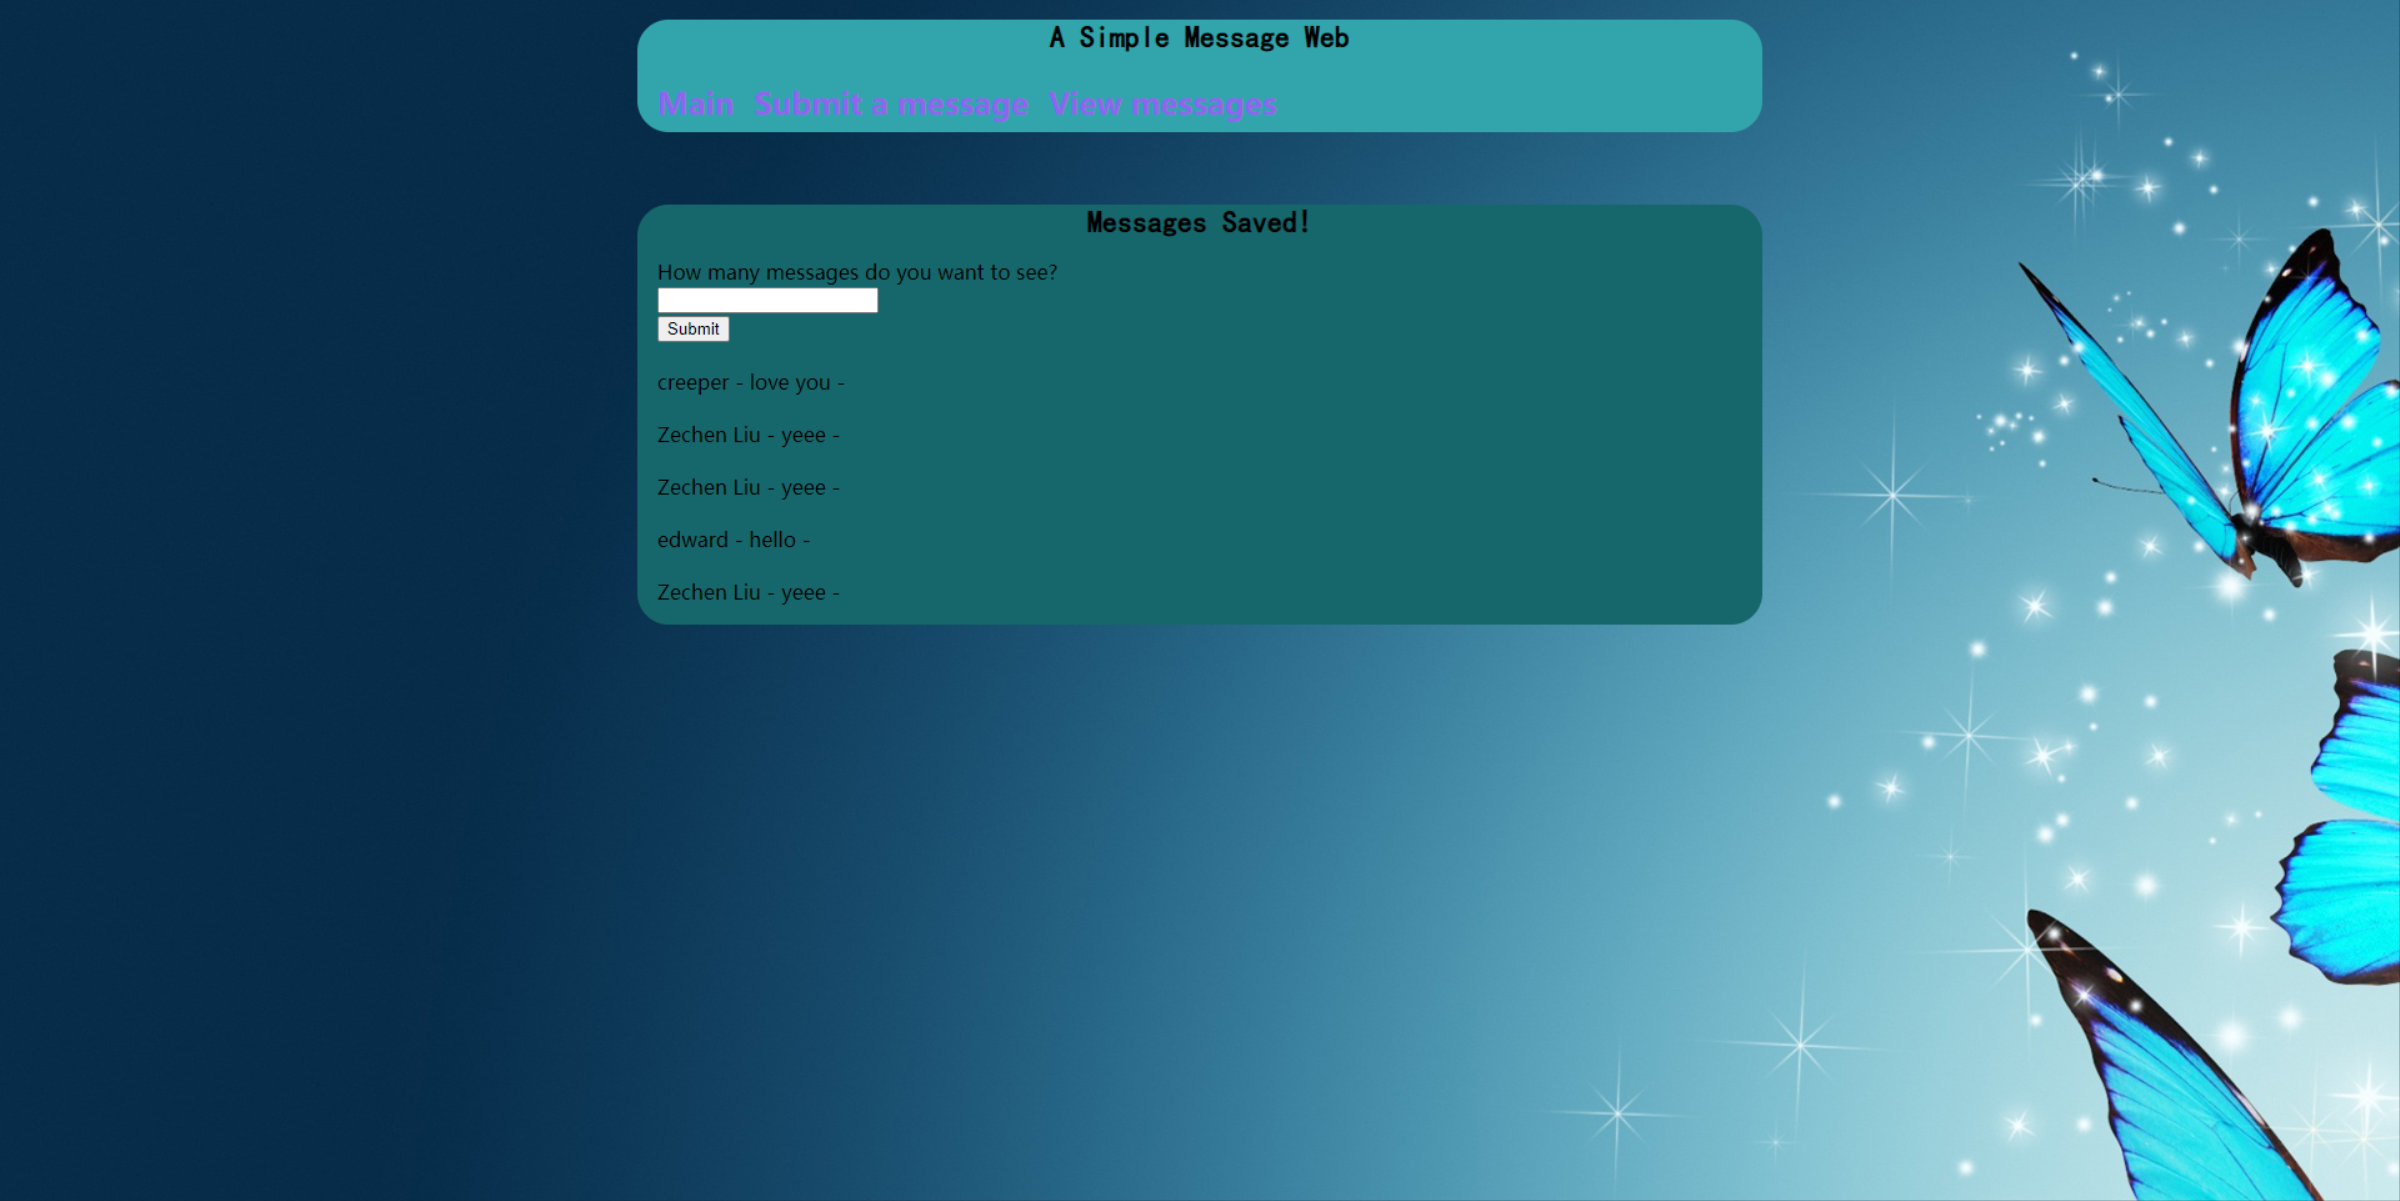 A Simple Message Web
Main Submit a message View messages
Messages Saved!
How many messages do you want to see?
Submit
creeper - love you -
Zechen Liu - yeee -
Zechen Liu - yeee -
edward - hello -
Zechen Liu - yeee -